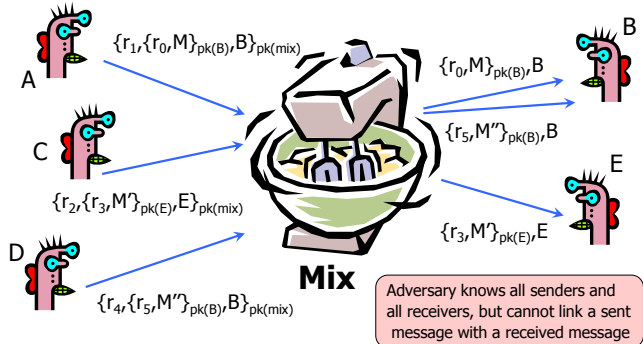 {r₁,{r₀,M}pk(B),B}pk(mix)
A
B
{r₀,M}pk(B),B
{r₅,M”}pk(B),B
C
{r₂,{r₃,M’}pk(E),E}pk(mix)
E
{r₃,M’}pk(E),E
D
{r₄,{r₅,M”}pk(B),B}pk(mix)
Mix
Adversary knows all senders and
all receivers, but cannot link a sent
message with a received message